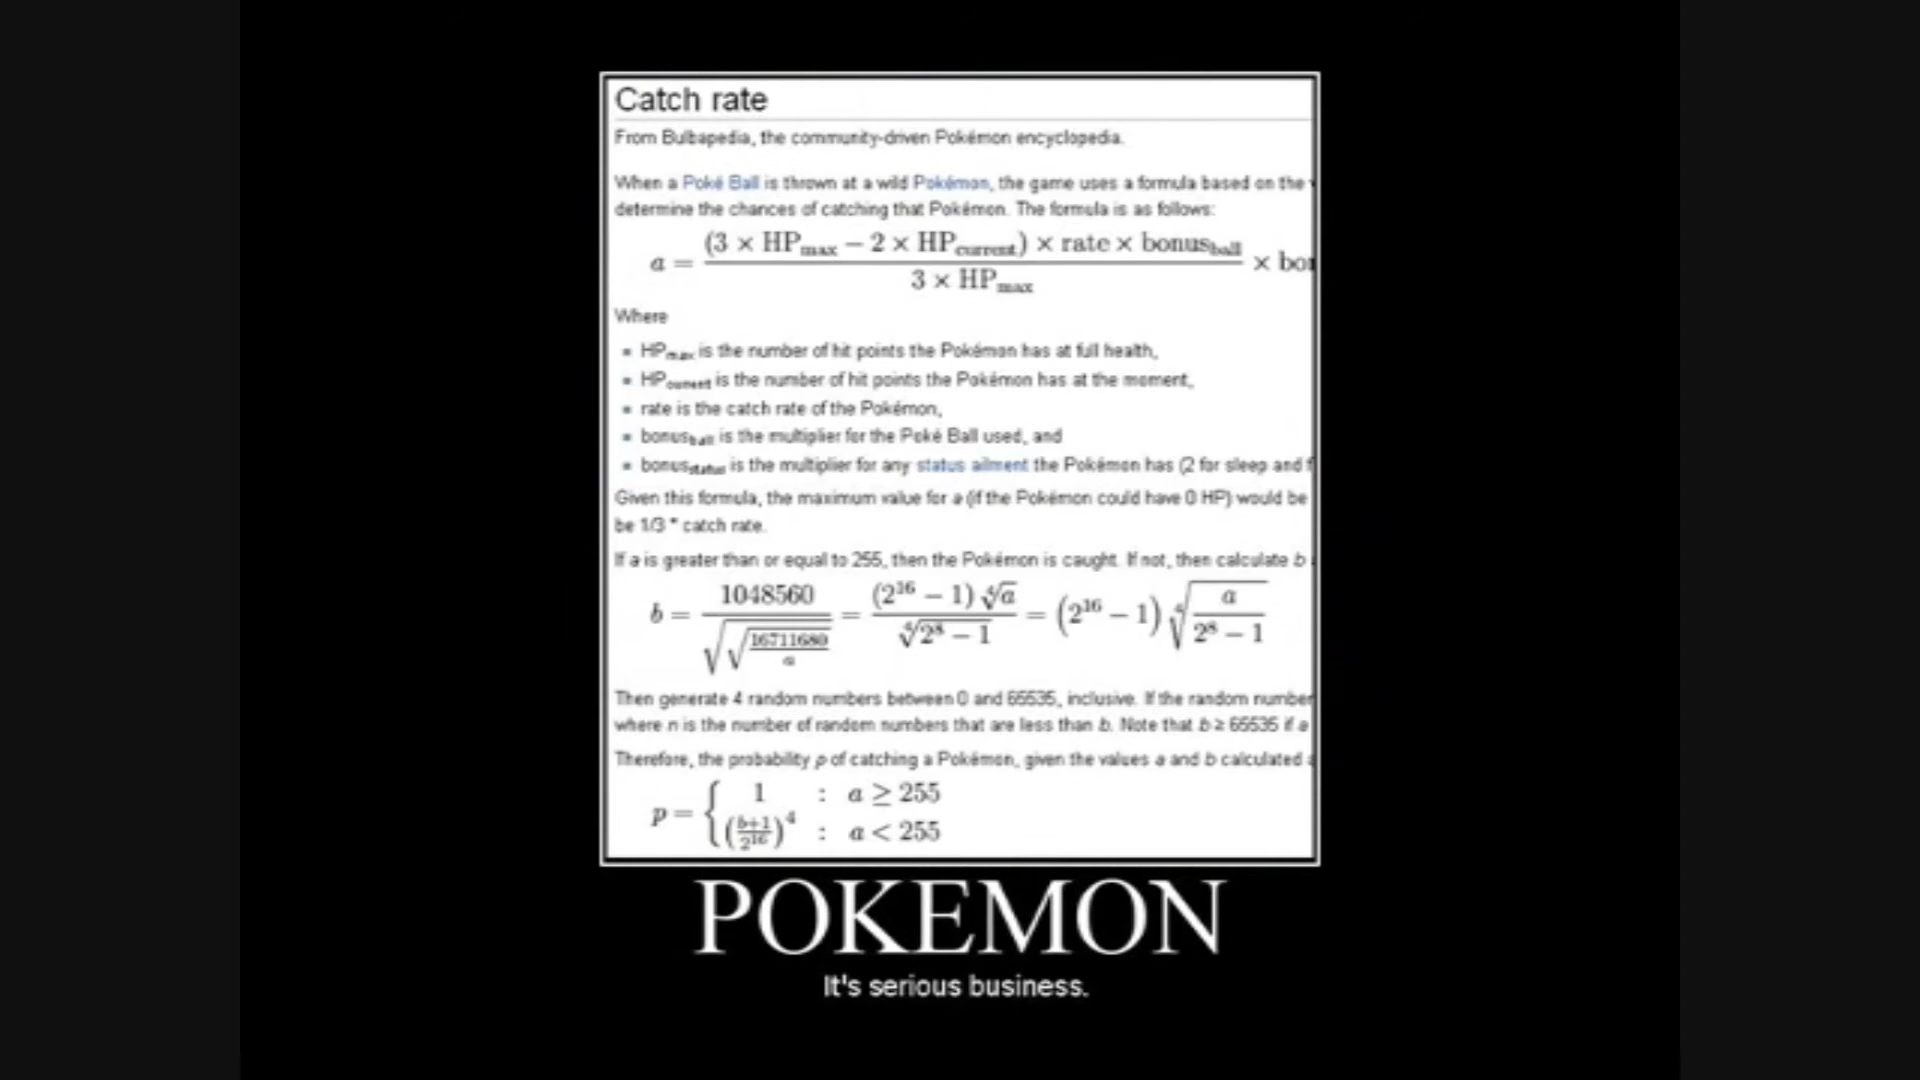 Catch rate
From Bulbapedia, the community-driven Pokémon encyclopedia.
When a Poké Ball is thrown at a wild Pokémon, the game uses a formula based on the
determine the chances of catching that Pokémon. The formula is as follows:
a = (3 × HPmax − 2 × HPcurrent) × rate × bonusball / 3 × HPmax × bon
Where
▪ HPmax is the number of hit points the Pokémon has at full health,
▪ HPcurrent is the number of hit points the Pokémon has at the moment,
▪ rate is the catch rate of the Pokémon,
▪ bonusball is the multiplier for the Poké Ball used, and
▪ bonusstatus is the multiplier for any status ailment the Pokémon has (2 for sleep and f
Given this formula, the maximum value for a (if the Pokémon could have 0 HP) would be
be 1/3 * catch rate.
If a is greater than or equal to 255, then the Pokémon is caught. If not, then calculate b
b = 1048560 / √√(16711680 / a) = (2^16 − 1) ∜a / ∜(2^8 − 1) = (2^16 − 1) ∜(a / (2^8 − 1))
Then generate 4 random numbers between 0 and 65535, inclusive. If the random number
where n is the number of random numbers that are less than b. Note that b ≥ 65535 if a
Therefore, the probability p of catching a Pokémon, given the values a and b calculated
p = { 1 : a ≥ 255
((b+1)/2^16)^4 : a < 255
POKEMON
It's serious business.